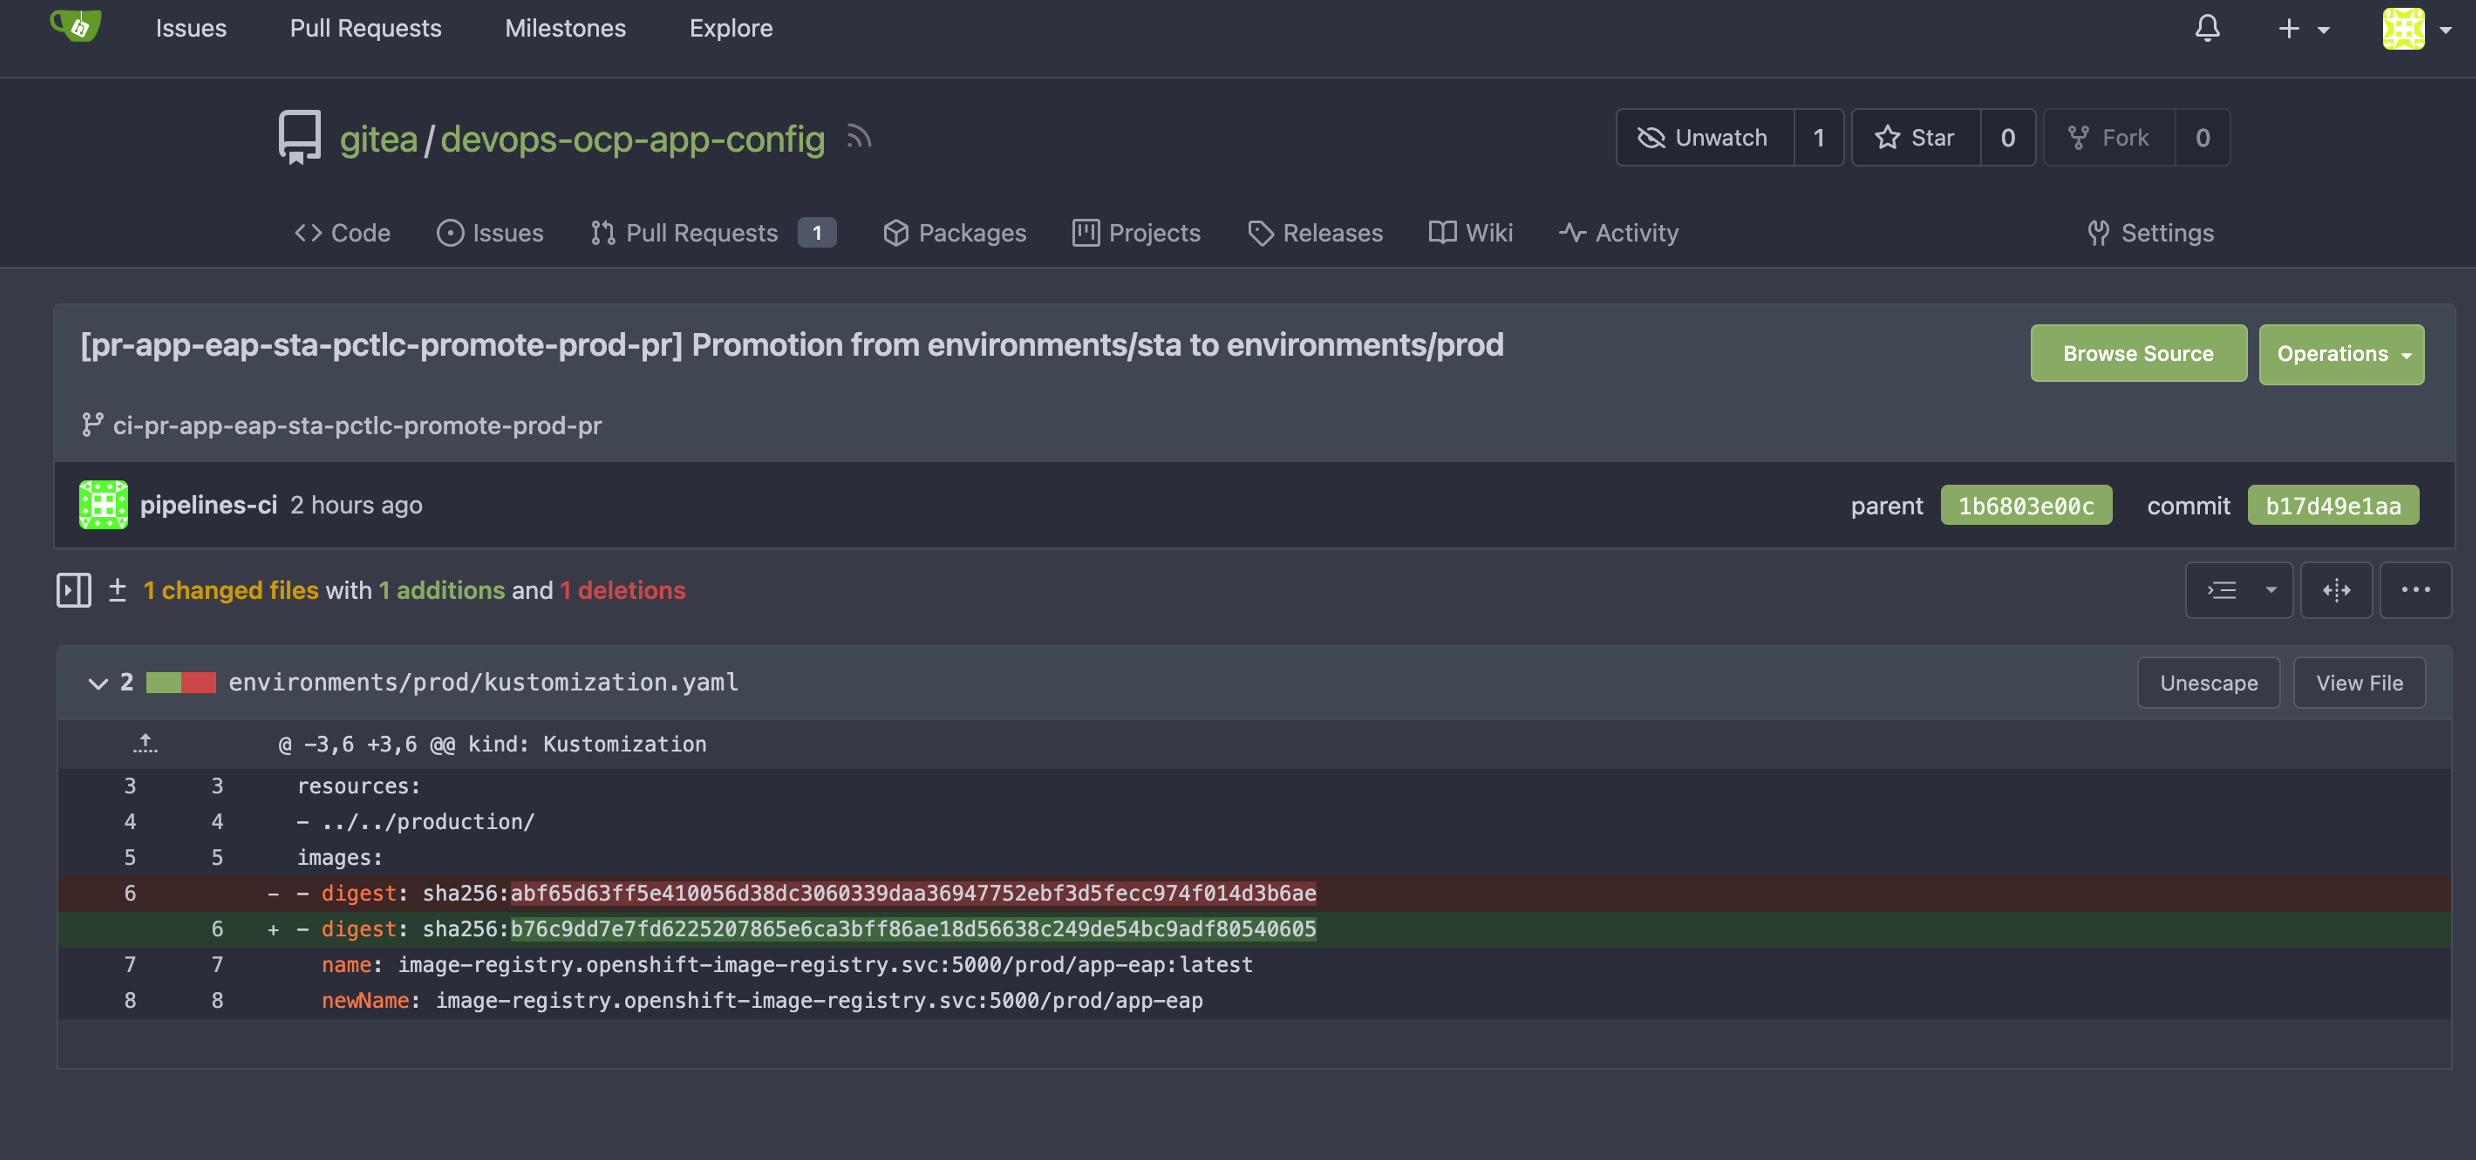 Issues Pull Requests Milestones Explore
gitea/devops-ocp-app-config
Unwatch 1 Star 0 Fork 0
Code Issues Pull Requests 1 Packages Projects Releases Wiki Activity Settings
[pr-app-eap-sta-pctlc-promote-prod-pr] Promotion from environments/sta to environments/prod
Browse Source Operations
ci-pr-app-eap-sta-pctlc-promote-prod-pr
pipelines-ci 2 hours ago parent 1b6803e00c commit b17d49e1aa
1 changed files with 1 additions and 1 deletions
2 environments/prod/kustomization.yaml Unescape View File
@ -3,6 +3,6 @@ kind: Kustomization
3 3 resources:
4 4 - ../../production/
5 5 images:
6 - - digest: sha256:abf65d63ff5e410056d38dc3060339daa36947752ebf3d5fecc974f014d3b6ae
6 + - digest: sha256:b76c9dd7e7fd6225207865e6ca3bff86ae18d56638c249de54bc9adf80540605
7 7 name: image-registry.openshift-image-registry.svc:5000/prod/app-eap:latest
8 8 newName: image-registry.openshift-image-registry.svc:5000/prod/app-eap